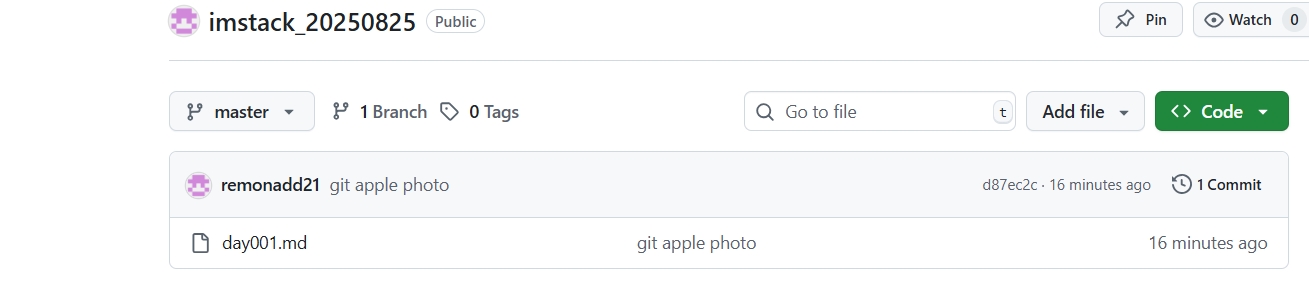 imstack_20250825 Public Pin Watch 0
master 1 Branch 0 Tags Go to file t Add file Code
remonadd21 git apple photo d87ec2c · 16 minutes ago 1 Commit
day001.md git apple photo 16 minutes ago